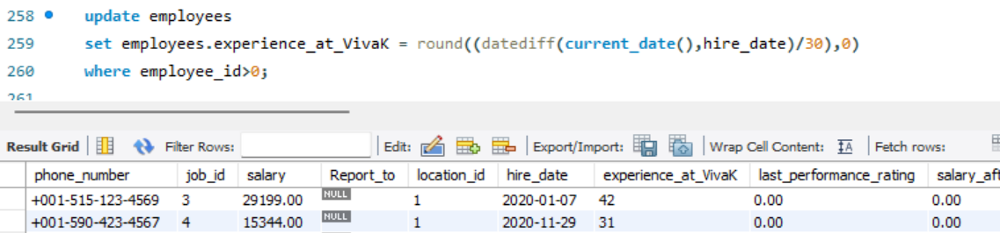 258 update employees
259 set employees.experience_at_VivaK = round((datediff(current_date(),hire_date)/30),0)
260 where employee_id>0;
261
Result Grid Filter Rows: Edit: Export/Import: Wrap Cell Content: Fetch rows:
phone_number job_id salary Report_to location_id hire_date experience_at_VivaK last_performance_rating salary_aft
+001-515-123-4569 3 29199.00 NULL 1 2020-01-07 42 0.00 0.00
+001-590-423-4567 4 15344.00 NULL 1 2020-11-29 31 0.00 0.00